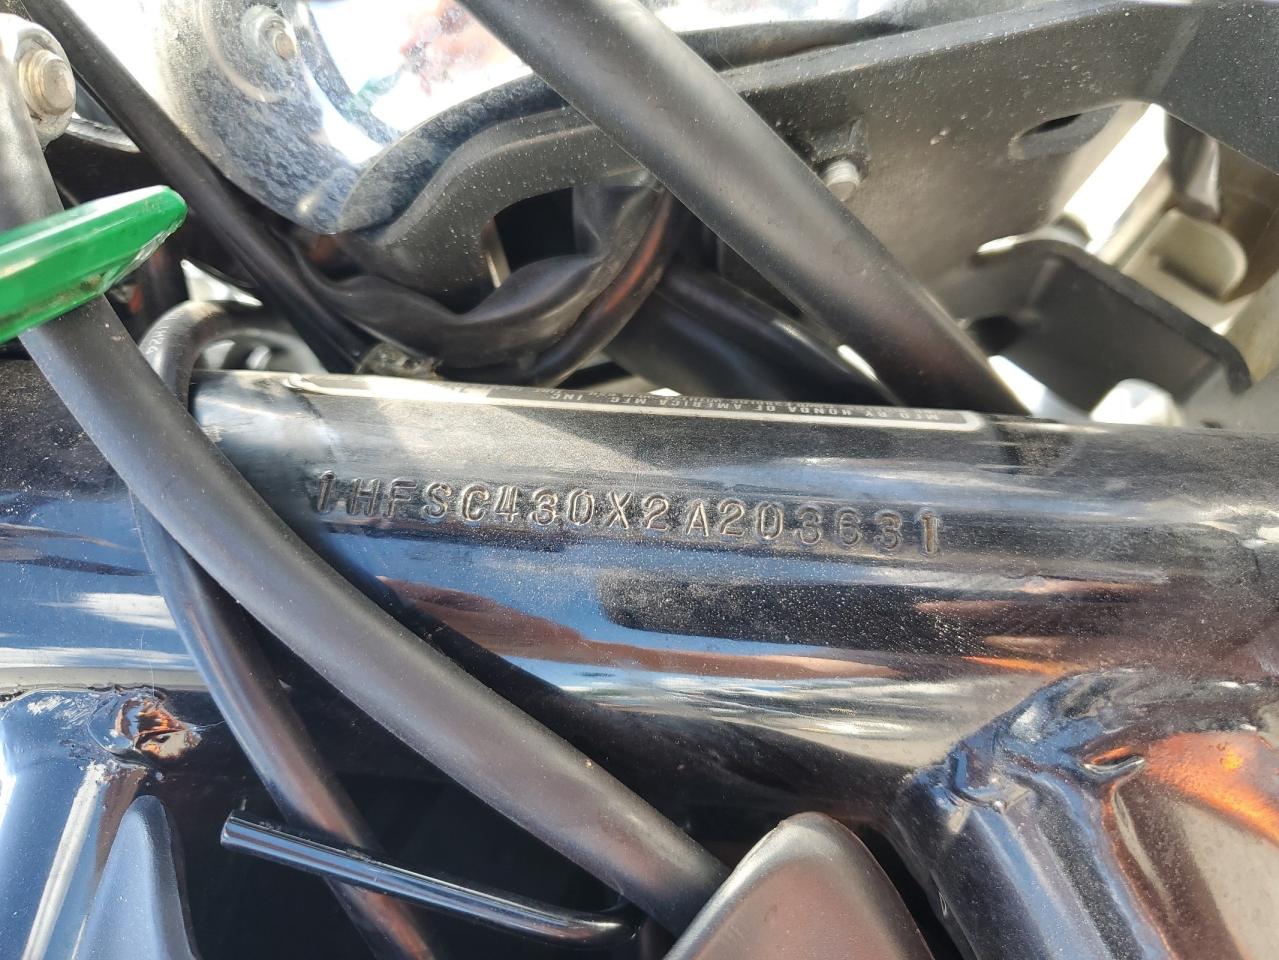 MFD BY HONDA OF AMERICA MFG. INC.
1HFSC430X2A203631